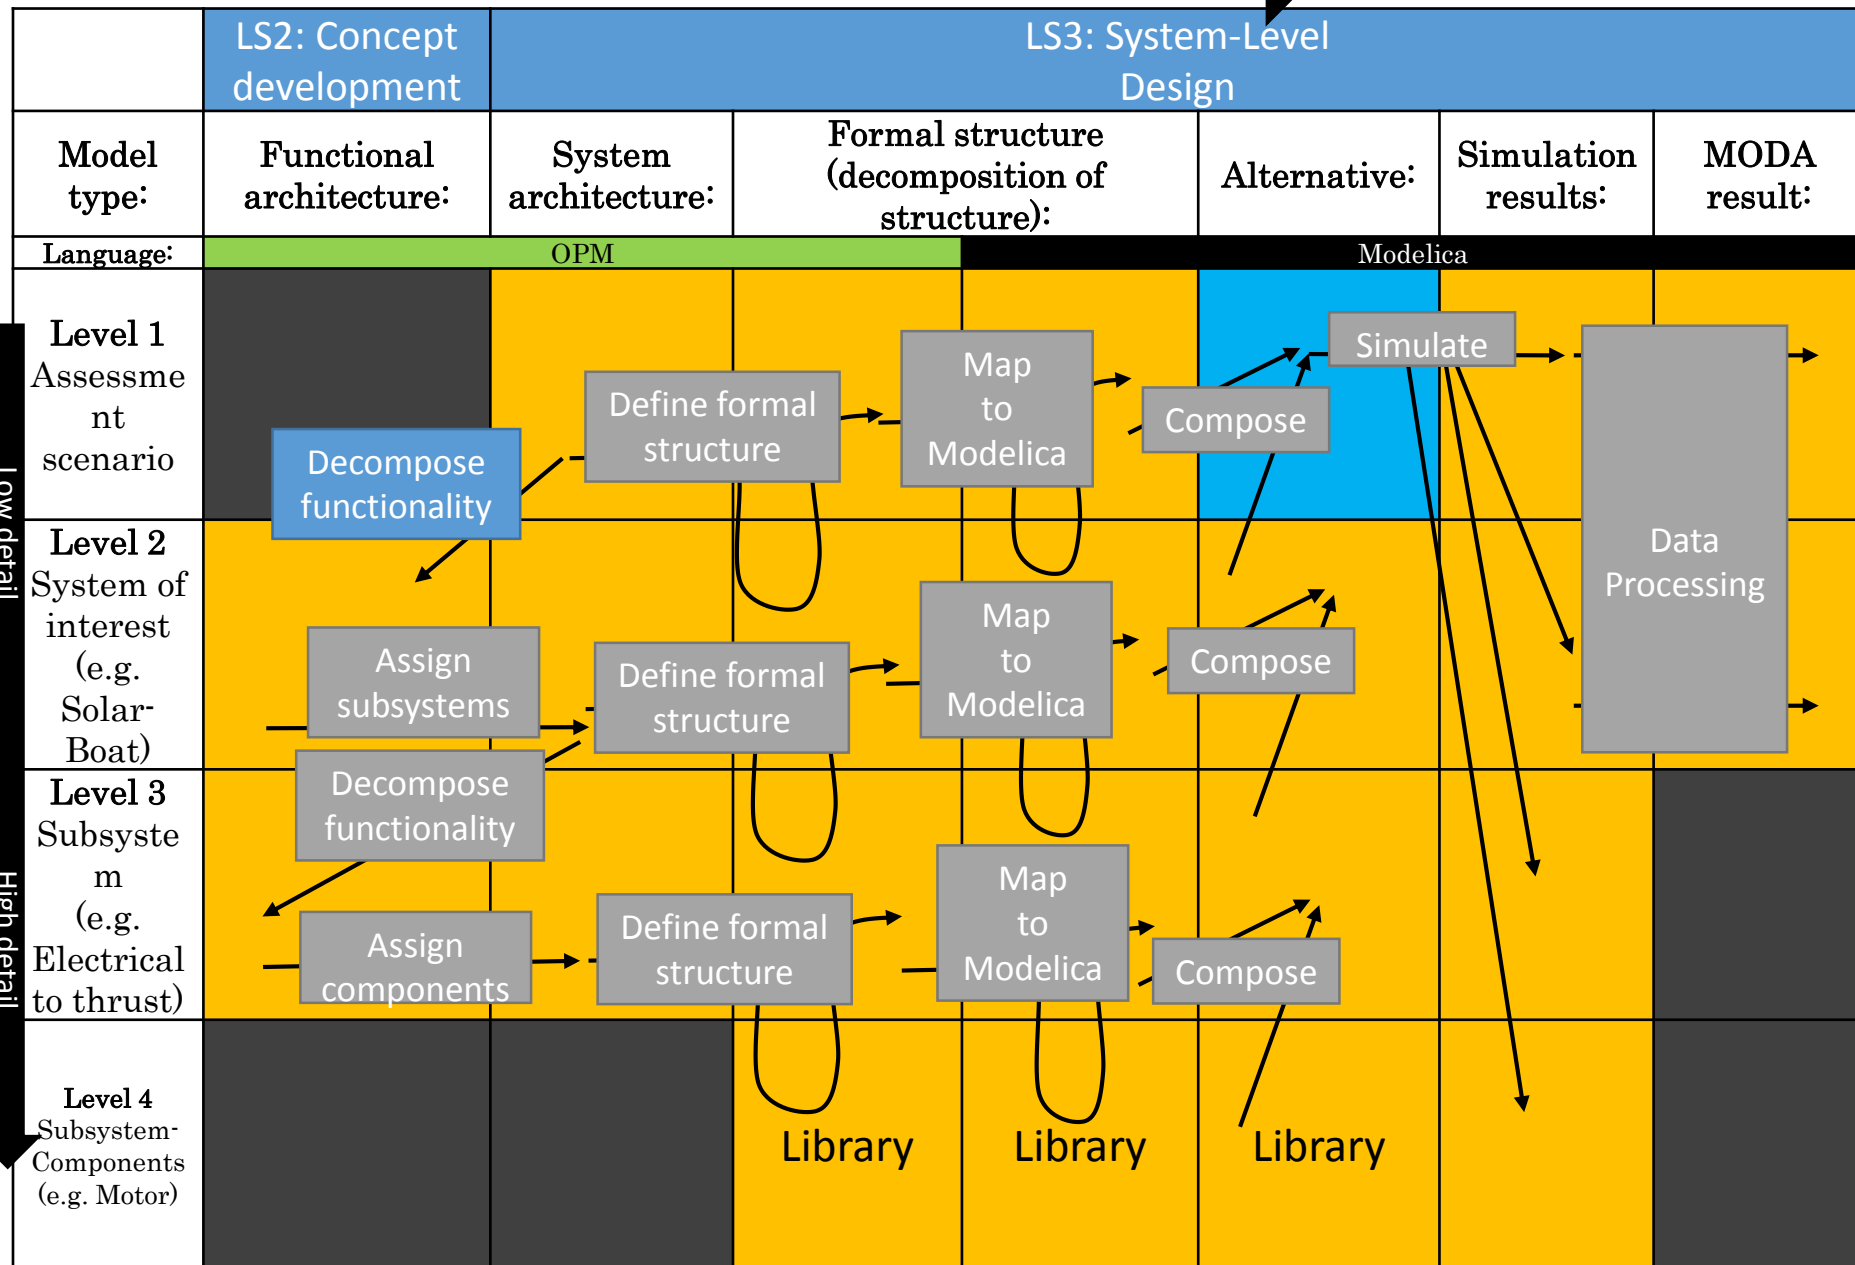 LS2: Concept
development
LS3: System-Level
Design
Model
type:
Functional
architecture:
System
architecture:
Formal structure
(decomposition of
structure):
Alternative:
Simulation
results:
MODA
result:
Language:
OPM
Modelica
Low detail
High detail
Level 1
Assessme
nt
scenario
Decompose
functionality
Define formal
structure
Map
to
Modelica
Compose
Simulate
Data
Processing
Level 2
System of
interest
(e.g.
Solar-
Boat)
Assign
subsystems
Define formal
structure
Map
to
Modelica
Compose
Decompose
functionality
Level 3
Subsyste
m
(e.g.
Electrical
to thrust)
Assign
components
Define formal
structure
Map
to
Modelica
Compose
Level 4
Subsystem-
Components
(e.g. Motor)
Library
Library
Library